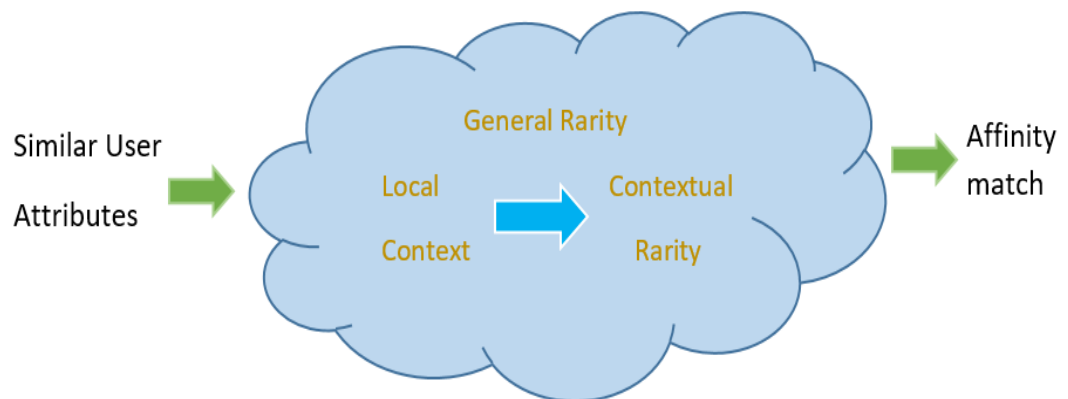 Similar User
Attributes
General Rarity
Local
Context
Contextual
Rarity
Affinity
match